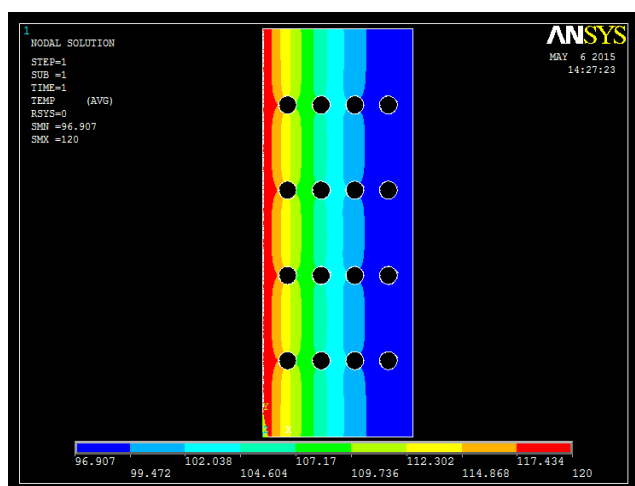 1
NODAL SOLUTION
STEP=1
SUB =1
TIME=1
TEMP (AVG)
RSYS=0
SMN =96.907
SMX =120
ANSYS
MAY 6 2015
14:27:23
Y
X
96.907 102.038 107.17 112.302 117.434
99.472 104.604 109.736 114.868 120